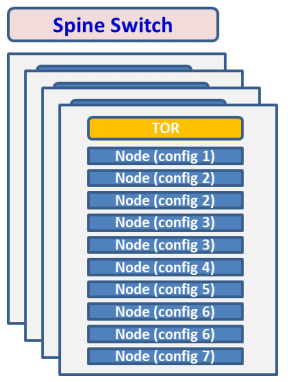 Spine Switch
TOR
Node (config 1)
Node (config 2)
Node (config 2)
Node (config 3)
Node (config 3)
Node (config 4)
Node (config 5)
Node (config 6)
Node (config 6)
Node (config 7)